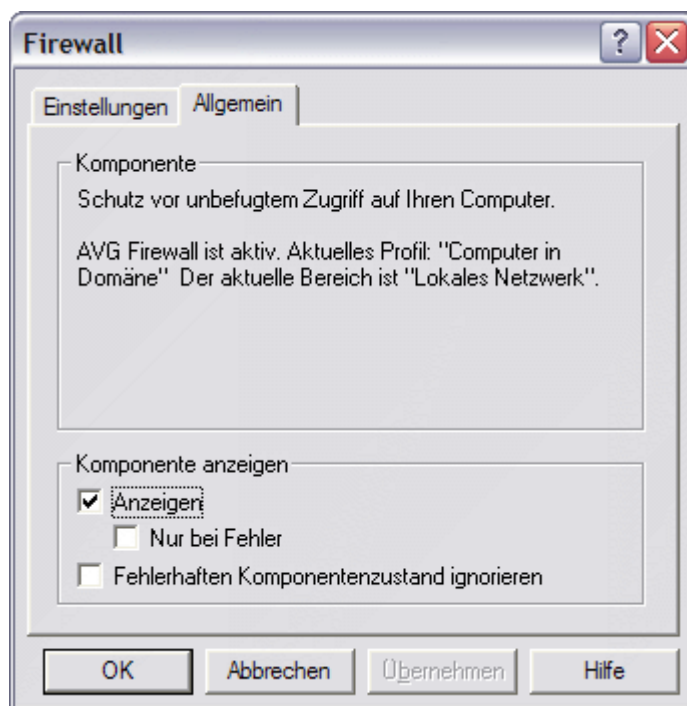 Firewall
Einstellungen
Allgemein
Komponente
Schutz vor unbefugtem Zugriff auf Ihren Computer.
AVG Firewall ist aktiv. Aktuelles Profil: "Computer in
Domäne" Der aktuelle Bereich ist "Lokales Netzwerk".
Komponente anzeigen
Anzeigen
Nur bei Fehler
Fehlerhaften Komponentenzustand ignorieren
OK
Abbrechen
Übernehmen
Hilfe